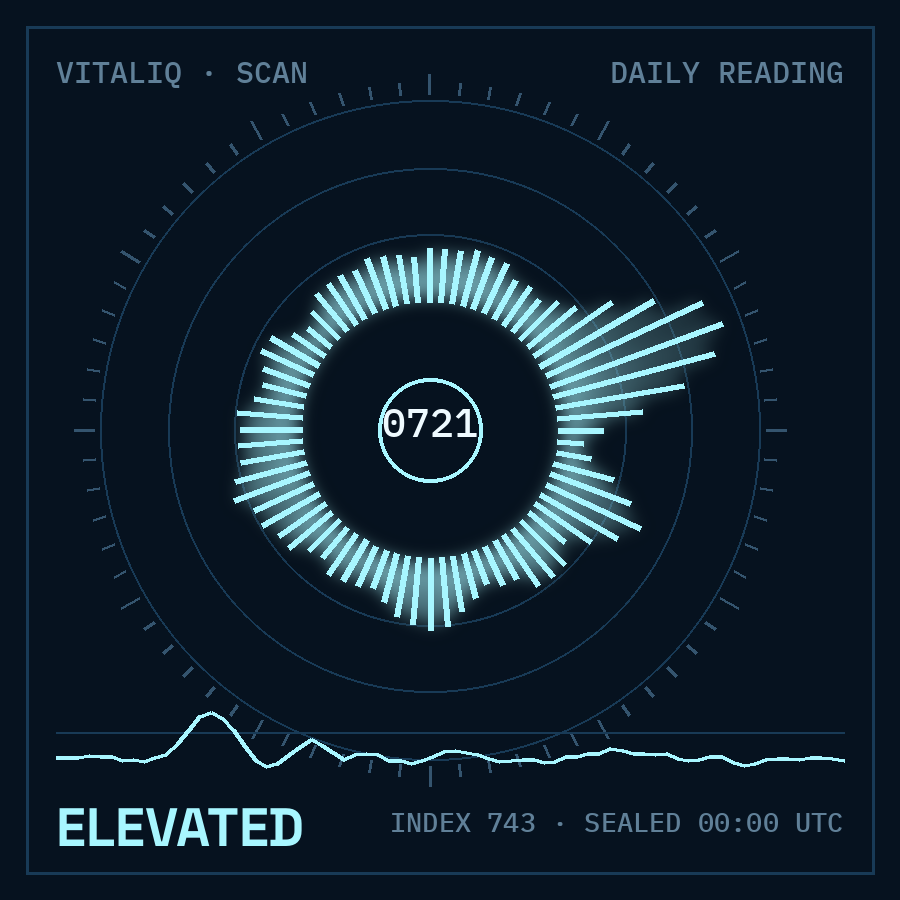 VITALIQ · SCAN
DAILY READING
0721
ELEVATED
INDEX 743 · SEALED 00:00 UTC